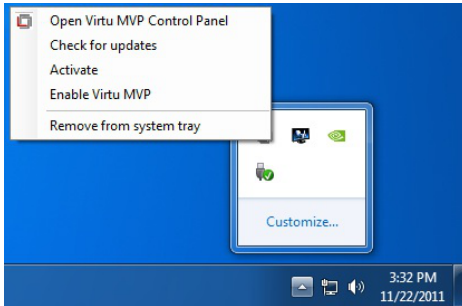 Open Virtu MVP Control Panel
Check for updates
Activate
Enable Virtu MVP
Remove from system tray
Customize...
3:32 PM
11/22/2011